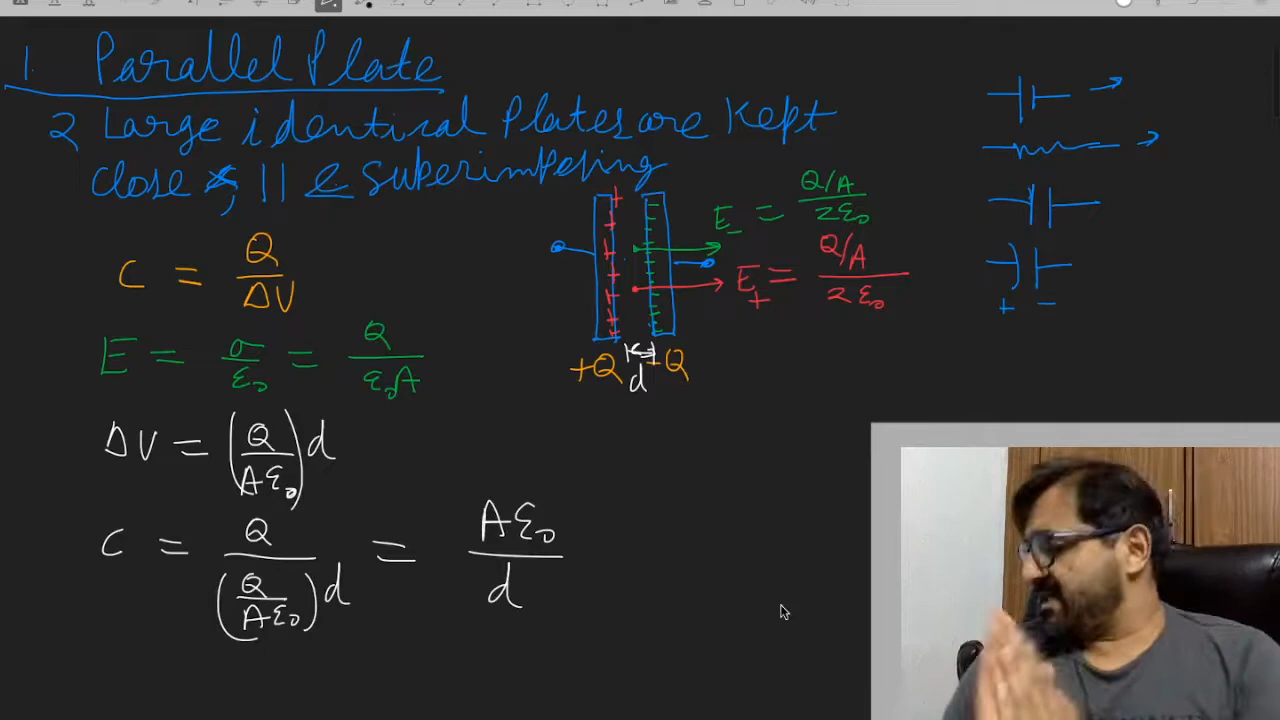 1. Parallel Plate
2 Large identical Plates are Kept
close, || & Superimposing
C = Q/ΔV
E_ = Q/A / 2ε₀
E₊ = Q/A / 2ε₀
+Q d -Q
+ −
E = σ/ε₀ = Q/ε₀A
ΔV = (Q/Aε₀)d
C = Q/(Q/Aε₀)d = Aε₀/d